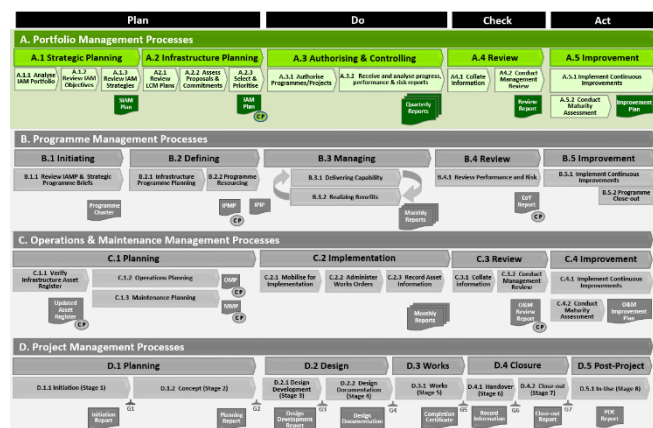 Plan
Do
Check
Act
A. Portfolio Management Processes
A.1 Strategic Planning
A.2 Infrastructure Planning
A.3 Authorising & Controlling
A.4 Review
A.5 Improvement
A.1.1 Analyse
IAM Portfolio
A.1.2
Review IAM
Objectives
A.1.3
Review IAM
Strategies
A2.1
Review
LCM Plans
A.2.2 Assess
Proposals &
Commitments
A.2.3
Select &
Prioritise
A.3.1 Authorise
Programmes/Projects
A.3.2 Receive and analyse progress,
performance & risk reports
A4.1 Collate
Information
A4.2 Conduct
Management
Review
A.5.1 Implement Continuous
Improvements
A.5.2 Conduct
Maturity
Assessment
Improvement
Plan
SIAM
Plan
IAM
Plan
CP
Quarterly
Reports
Review
Report
B. Programme Management Processes
B.1 Initiating
B.2 Defining
B.3 Managing
B.4 Review
B.5 Improvement
B.1.1 Review IAMP & Strategic
Programme Briefs
B.2.1 Infrastructure
Programme Planning
B.2.2 Programme
Resourcing
B.3.1 Delivering Capability
B.3.2 Realizing Benefits
B.4.1 Review Performance and Risk
B.5.1 Implement Continuous
Improvements
B.5.2 Programme
Close-out
Programme
Charter
IPMP
CP
Monthly
Reports
EoY
Report
CP
C. Operations & Maintenance Management Processes
C.1 Planning
C.2 Implementation
C.3 Review
C.4 Improvement
C.1.1 Verify
Infrastructure Asset
Register
C.1.2 Operations Planning
OMP
CP
C.1.3 Maintenance Planning
MMP
CP
C.2.1 Mobilise for
Implementation
C.2.2 Administer
Works Orders
C.2.3 Record Asset
Information
C.3.1 Collate
information
C.3.2 Conduct
Management
Review
C.4.1 Implement Continuous
Improvements
C.4.2 Conduct
Maturity
Assessment
O&M
Improvement
Plan
Updated
Asset
Register
CP
Monthly
Reports
O&M
Review
Report
CP
D. Project Management Processes
D.1 Planning
D.2 Design
D.3 Works
D.4 Closure
D.5 Post-Project
D.1.1 Initiation (Stage 1)
D.1.2 Concept (Stage 2)
D.2.1 Design
Development
(Stage 3)
D.2.2 Design
Documentation
(Stage 4)
D.3.1 Works
(Stage 5)
D.4.1 Handover
(Stage 6)
D.4.2 Close-out
(Stage 7)
D.5.1 In-Use (Stage 8)
Initiation
Report
G1
Planning
Report
G2
Design
Development
Report
G3
Design
Documentation
G4
Completion
Certificate
G5
Record
Information
G6
Close-out
Report
G7